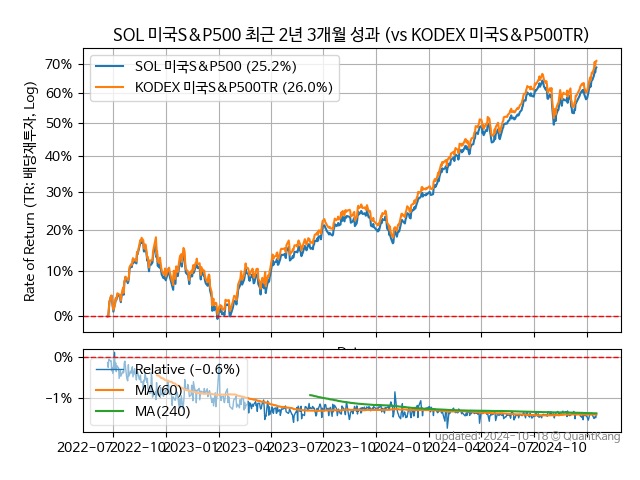 SOL 미국S&P500 최근 2년 3개월 성과 (vs KODEX 미국S&P500TR)
Rate of Return (TR: 배당재투자, Log)
70%
60%
50%
40%
30%
20%
10%
0%
SOL 미국S&P500 (25.2%)
KODEX 미국S&P500TR (26.0%)
0%
−1%
Relative (−0.6%)
MA(60)
MA(240)
updated: 2024-10-18 © QuantKang
2022-07 2022-10 2023-01 2023-04 2023-07 2023-10 2024-01 2024-04 2024-07 2024-10